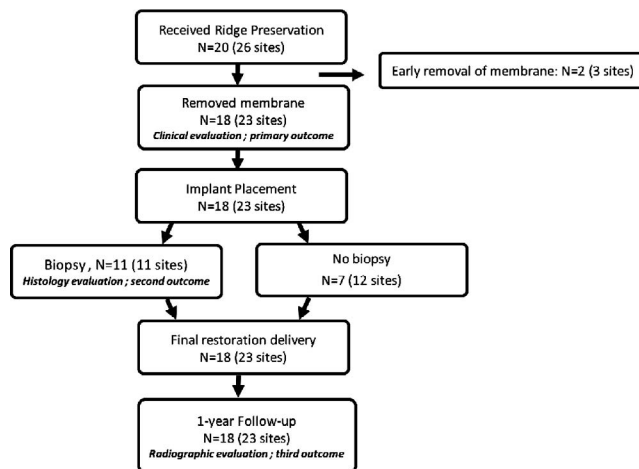 Received Ridge Preservation
N=20 (26 sites)
Early removal of membrane: N=2 (3 sites)
Removed membrane
N=18 (23 sites)
Clinical evaluation ; primary outcome
Implant Placement
N=18 (23 sites)
Biopsy , N=11 (11 sites)
Histology evaluation ; second outcome
No biopsy
N=7 (12 sites)
Final restoration delivery
N=18 (23 sites)
1-year Follow-up
N=18 (23 sites)
Radiographic evaluation ; third outcome